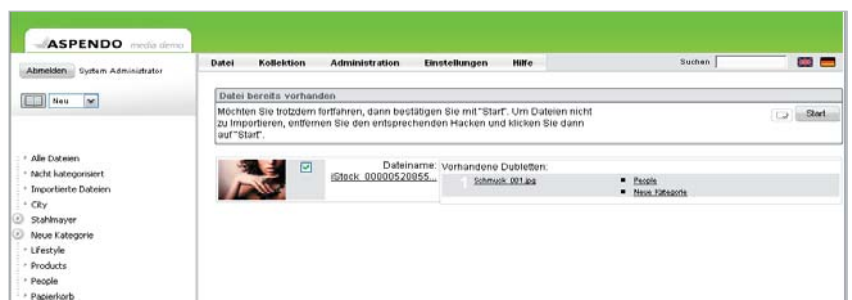 ASPENDO media demo
Abmelden System Administrator
Datei Kollektion Administration Einstellungen Hilfe Suchen
Neu
Datei bereits vorhanden
Möchten Sie trotzdem fortfahren, dann bestätigen Sie mit "Start". Um Dateien nicht
zu Importieren, entfernen Sie den entsprechenden Hacken und klicken Sie dann
auf "Start".
Start
Dateiname:
iStock_00000520055...
Vorhandene Dubletten:
1 Schmuck_001.jpg
People
Neue Kategorie
Alle Dateien
Nicht kategorisiert
Importierte Dateien
City
Stahlmayer
Neue Kategorie
Lifestyle
Products
People
Papierkorb